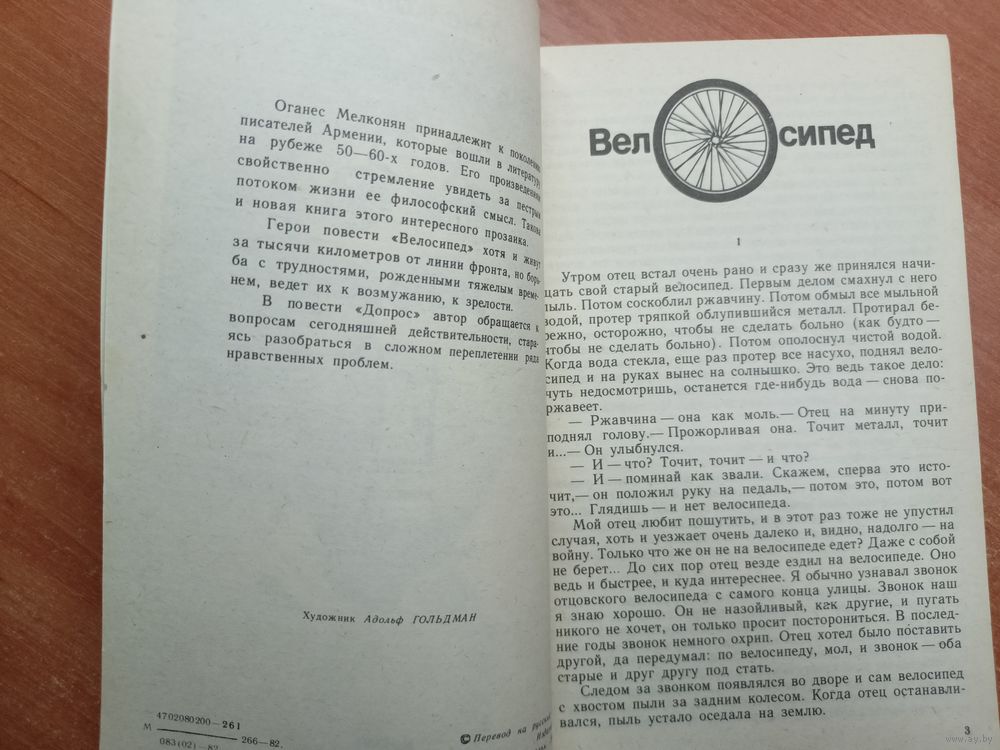 Оганес Мелконян принадлежит к поколению
писателей Армении, которые вошли в литературу
на рубеже 50—60-х годов. Его произведениям
свойственно стремление увидеть за пестрым
потоком жизни ее философский смысл. Такова
и новая книга этого интересного прозаика.
Герои повести «Велосипед» хотя и живут
за тысячи километров от линии фронта, но борь-
ба с трудностями, рожденными тяжелым време-
нем, ведет их к возмужанию, к зрелости.
В повести «Допрос» автор обращается к
вопросам сегодняшней действительности, стара-
ясь разобраться в сложном переплетении ряда
нравственных проблем.
Художник Адольф ГОЛЬДМАН
4702080200—261
М 266—82.
083(02)—82
© Перевод на русский
Велосипед
1
Утром отец встал очень рано и сразу же принялся начи-
щать свой старый велосипед. Первым делом смахнул с него
пыль. Потом соскоблил ржавчину. Потом обмыл все мыльной
водой, протер тряпкой облупившийся металл. Протирал бе-
режно, осторожно, чтобы не сделать больно (как будто —
чтобы не сделать больно). Потом ополоснул чистой водой.
Когда вода стекла, еще раз протер все насухо, поднял вело-
сипед и на руках вынес на солнышко. Это ведь такое дело:
чуть недосмотришь, останется где-нибудь вода — снова по-
ржавеет.
— Ржавчина — она как моль.— Отец на минуту при-
поднял голову.— Прожорливая она. Точит металл, точит
и...— Он улыбнулся.
— И — что? Точит, точит — и что?
— И — поминай как звали. Скажем, сперва это исто-
чит,— он положил руку на педаль,— потом это, потом вот
это... Глядишь — и нет велосипеда.
Мой отец любит пошутить, и в этот раз тоже не упустил
случая, хоть и уезжает очень далеко и, видно, надолго — на
войну. Только что же он не на велосипеде едет? Даже с собой
не берет... До сих пор отец везде ездил на велосипеде. Оно
ведь и быстрее, и куда интереснее. Я обычно узнавал звонок
отцовского велосипеда с самого конца улицы. Звонок наш
я знаю хорошо. Он не назойливый, как другие, и пугать
никого не хочет, он только просит посторониться. В послед-
ние годы звонок немного охрип. Отец хотел было поставить
другой, да передумал: по велосипеду, мол, и звонок — оба
старые и друг другу под стать.
Следом за звонком появлялся во дворе и сам велосипед
с хвостом пыли за задним колесом. Когда отец останавли-
вался, пыль устало оседала на землю.
3
www.ay.by